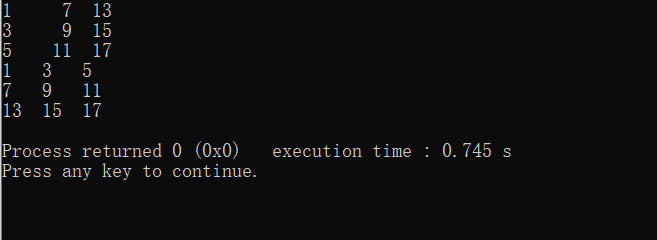 1     7  13
3     9  15
5    11  17
1   3   5
7   9   11
13  15  17
Process returned 0 (0x0)   execution time : 0.745 s
Press any key to continue.